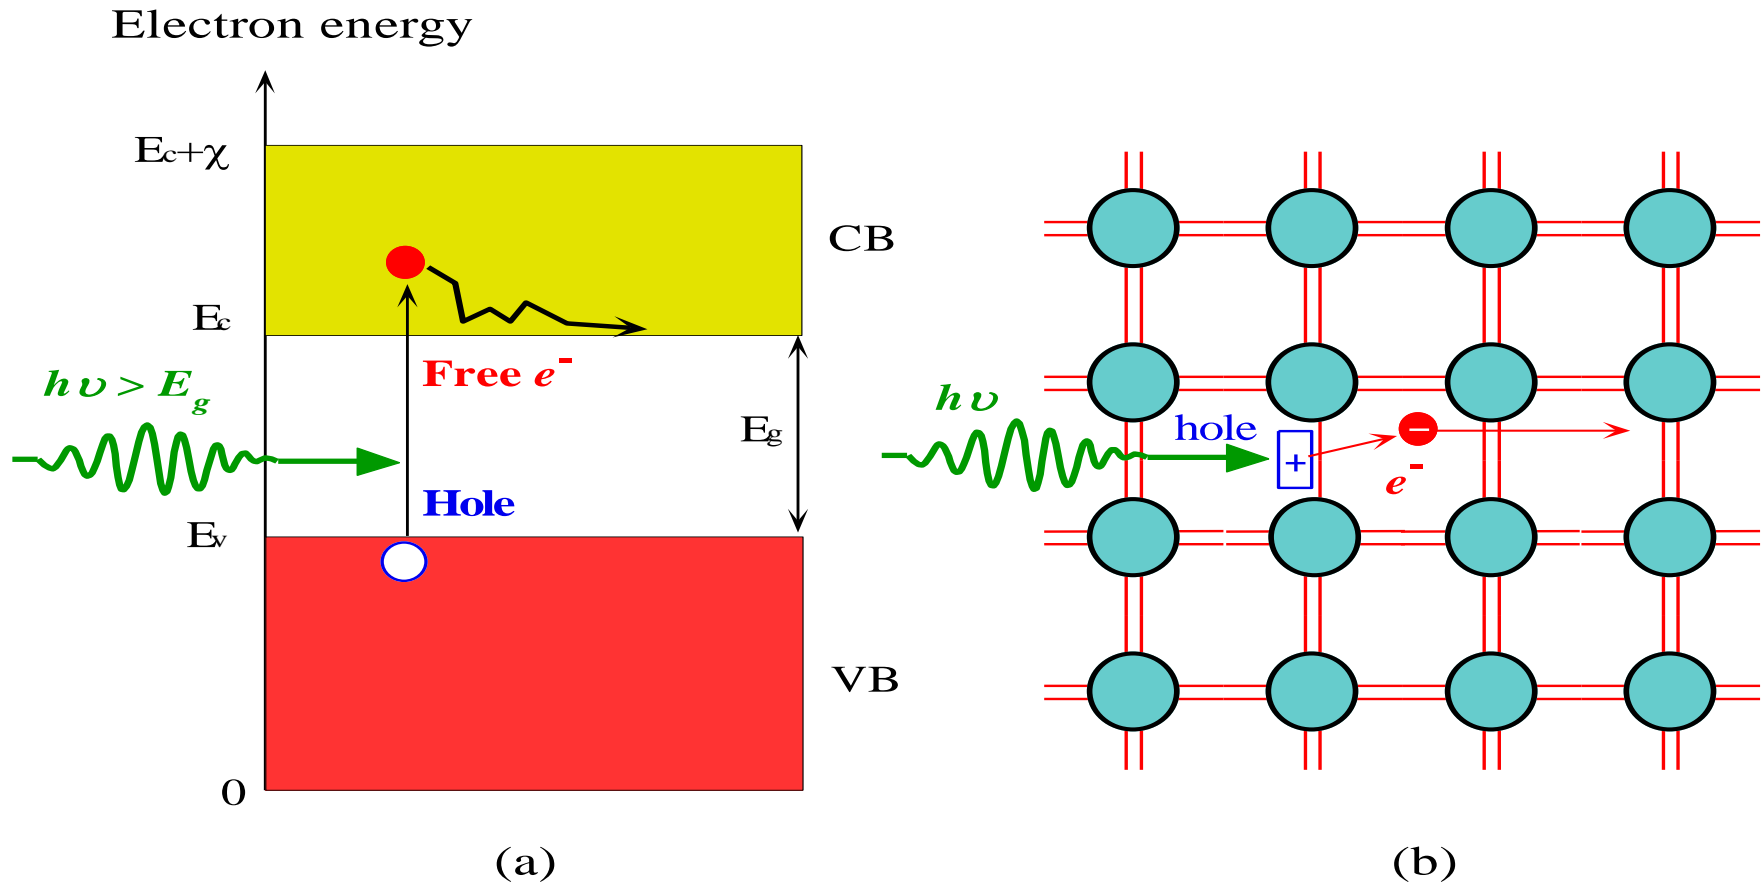 Electron energy
Ec+χ
CB
Ec
Free e-
hυ > Eg
Eg
Hole
Ev
VB
0
(a)
hυ
hole
+
−
e-
(b)